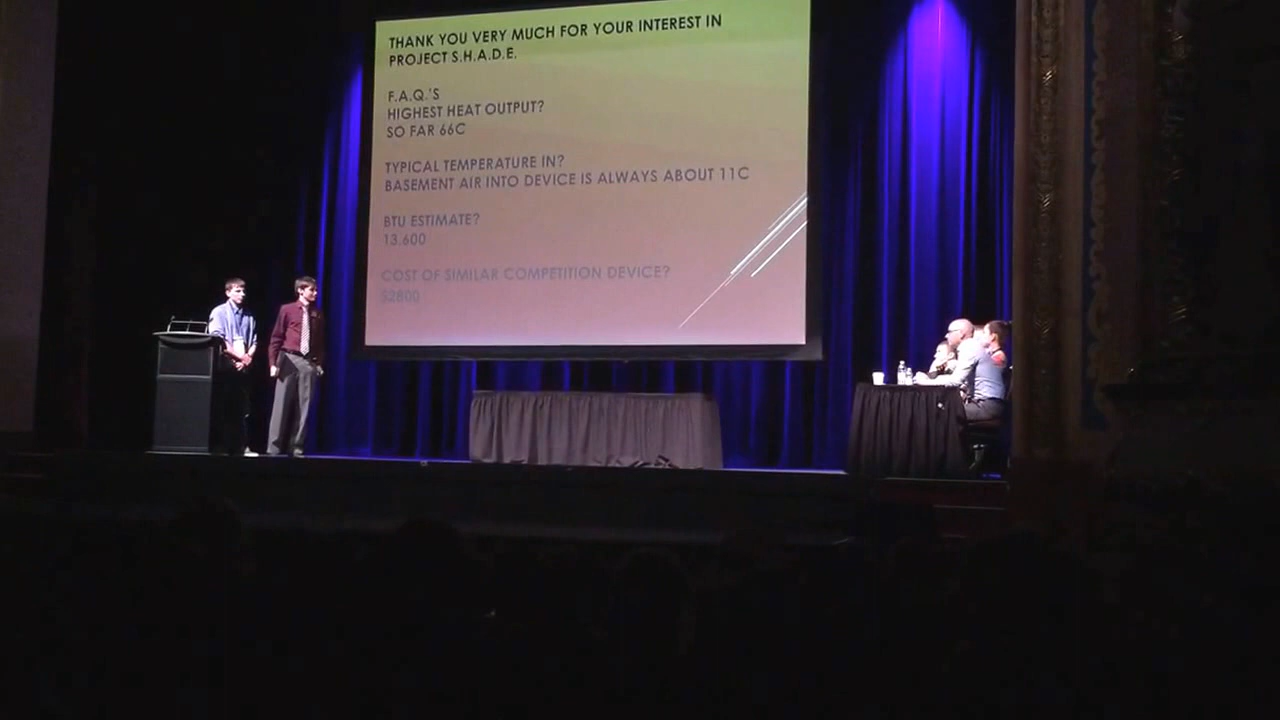 THANK YOU VERY MUCH FOR YOUR INTEREST IN
PROJECT S.H.A.D.E.
F.A.Q.'S
HIGHEST HEAT OUTPUT?
SO FAR 66C
TYPICAL TEMPERATURE IN?
BASEMENT AIR INTO DEVICE IS ALWAYS ABOUT 11C
BTU ESTIMATE?
13,600
COST OF SIMILAR COMPETITION DEVICE?
$2800